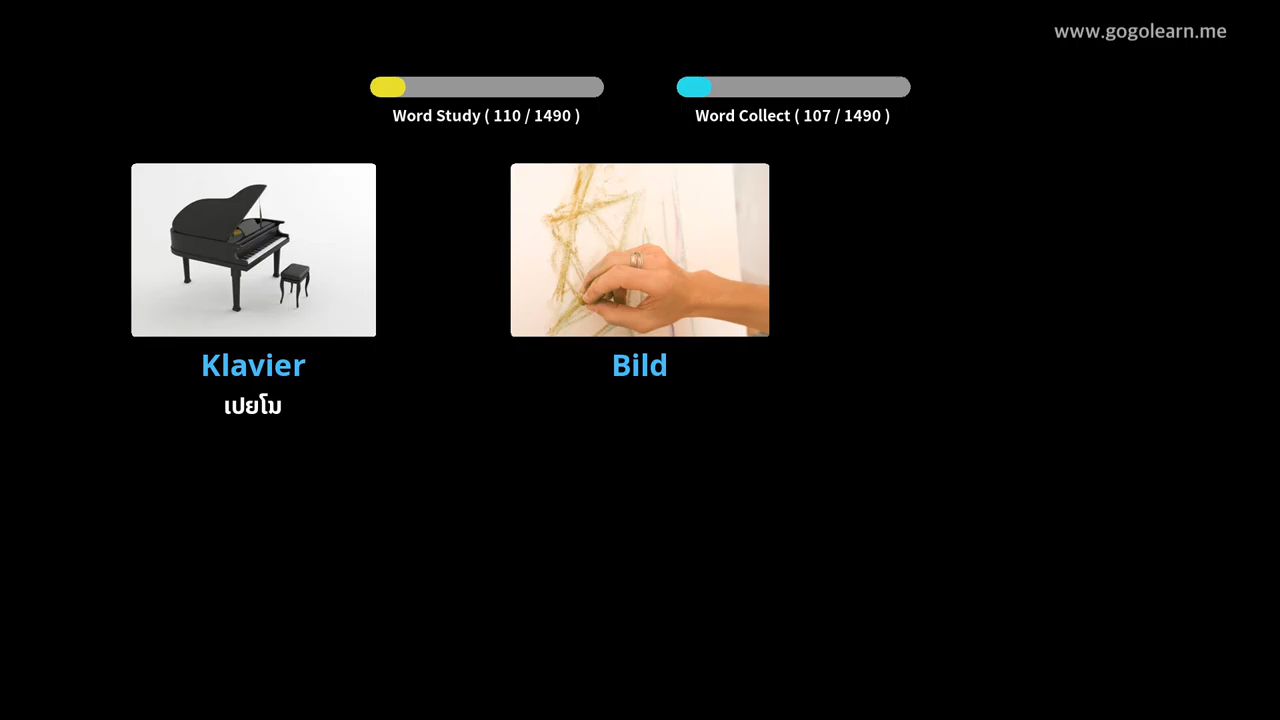 www.gogolearn.me
Word Study ( 110 / 1490 )
Word Collect ( 107 / 1490 )
Klavier
เปยโน
Bild